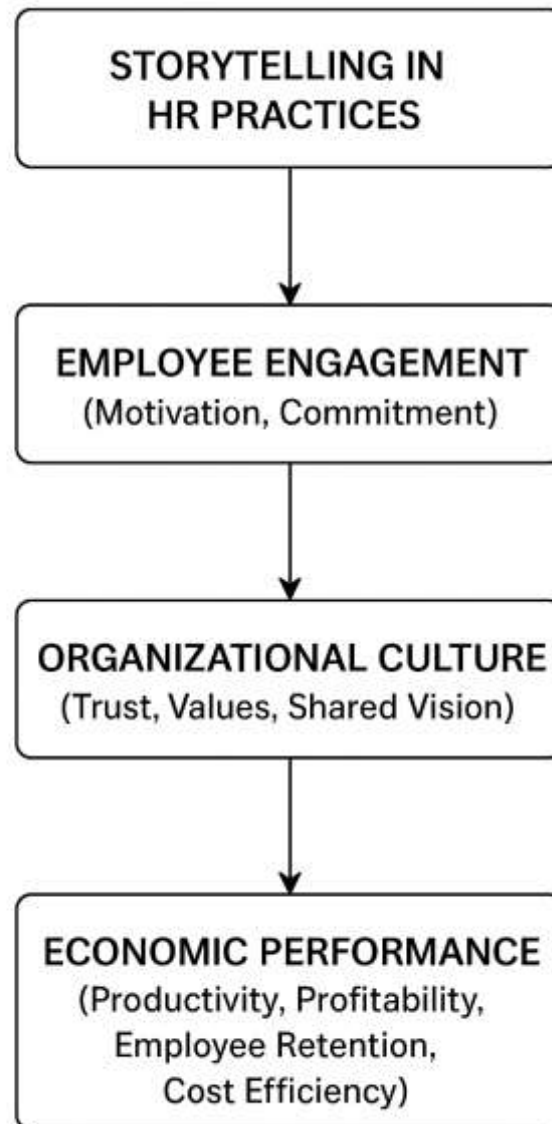 STORYTELLING IN
HR PRACTICES
EMPLOYEE ENGAGEMENT
(Motivation, Commitment)
ORGANIZATIONAL CULTURE
(Trust, Values, Shared Vision)
ECONOMIC PERFORMANCE
(Productivity, Profitability,
Employee Retention,
Cost Efficiency)